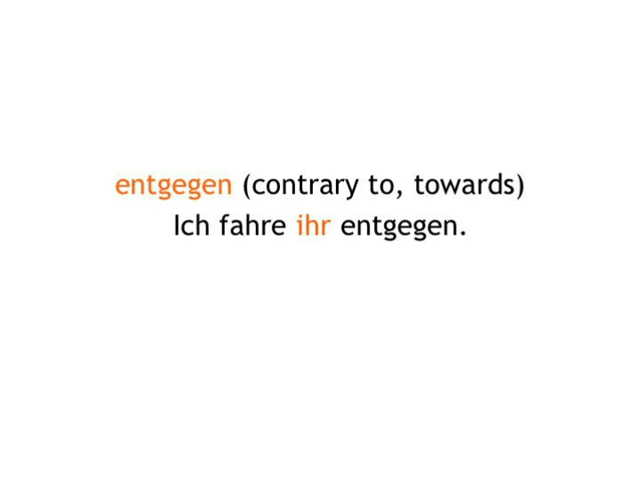 entgegen (contrary to, towards)
Ich fahre ihr entgegen.